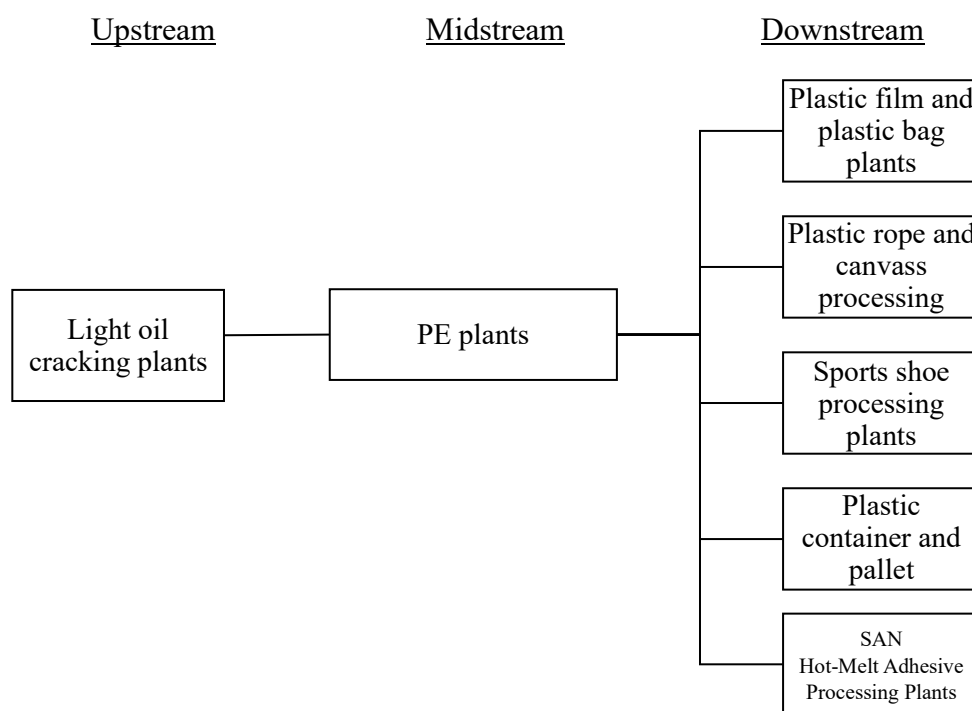 Upstream
Midstream
Downstream
Plastic film and
plastic bag
plants
Plastic rope and
canvass
processing
Light oil
cracking plants
PE plants
Sports shoe
processing
plants
Plastic
container and
pallet
SAN
Hot-Melt Adhesive
Processing Plants